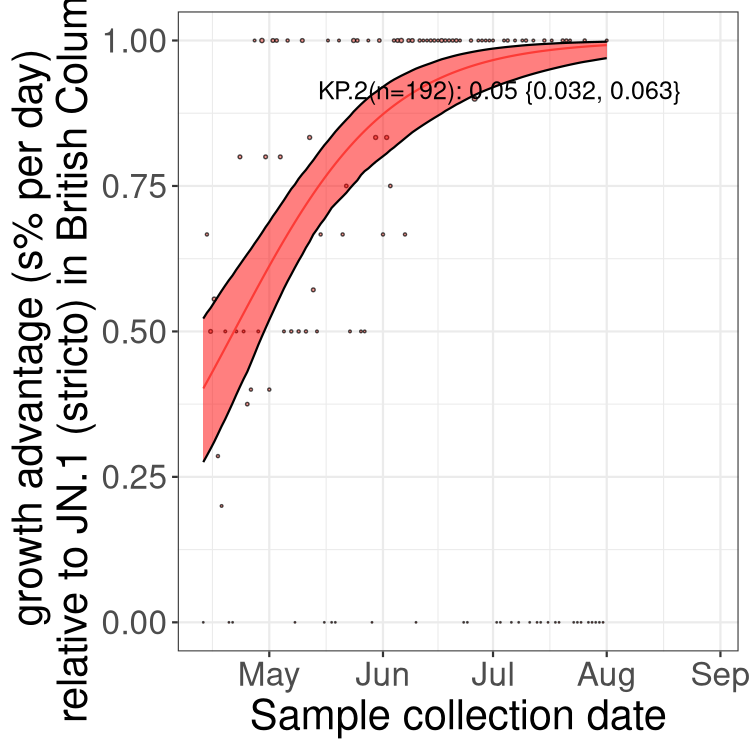 growth advantage (s% per day)
relative to JN.1 (stricto) in British Colum
1.00
0.75
0.50
0.25
0.00
KP.2(n=192): 0.05 {0.032, 0.063}
May Jun Jul Aug Sep
Sample collection date